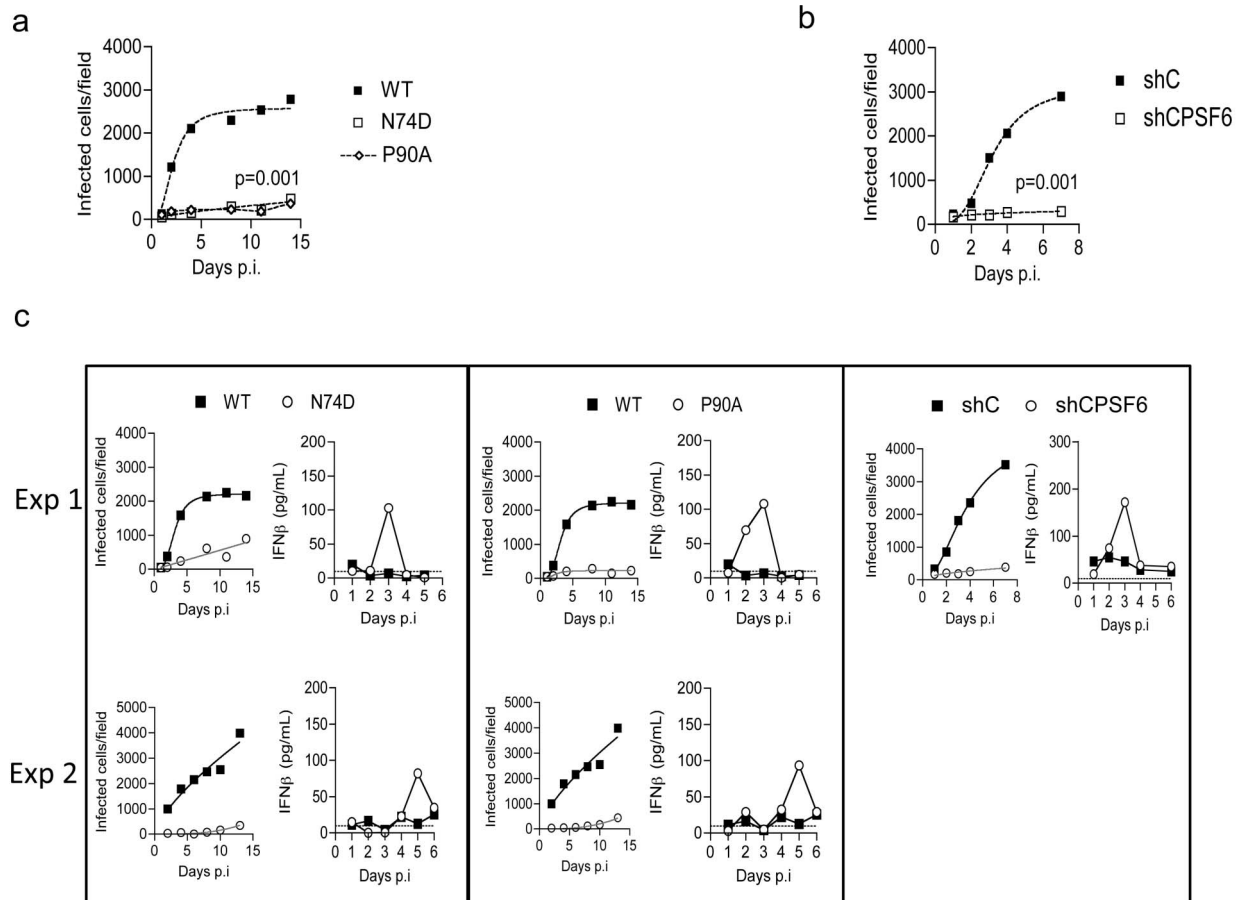 a
Infected cells/field
4000
3000
2000
1000
0
0 5 10 15
Days p.i.
WT
N74D
P90A
p=0.001
b
Infected cells/field
4000
3000
2000
1000
0
0 2 4 6 8
Days p.i.
shC
shCPSF6
p=0.001
c
Exp 1
WT N74D
Infected cells/field
4000
3000
2000
1000
0
0 5 10 15
Days p.i
IFNβ (pg/mL)
200
150
100
50
0
0 1 2 3 4 5 6
Days p.i
WT P90A
Infected cells/field
4000
3000
2000
1000
0
0 5 10 15
Days p.i
IFNβ (pg/mL)
200
150
100
50
0
0 1 2 3 4 5 6
Days p.i
shC shCPSF6
Infected cells/field
4000
3000
2000
1000
0
0 2 4 6 8
Days p.i
IFNβ (pg/mL)
300
200
100
0
0 1 2 3 4 5 6
Days p.i
Exp 2
Infected cells/field
5000
4000
3000
2000
1000
0
0 5 10 15
Days p.i
IFNβ (pg/mL)
200
150
100
50
0
0 1 2 3 4 5 6
Days p.i
Infected cells/field
5000
4000
3000
2000
1000
0
0 5 10 15
Days p.i
IFNβ (pg/mL)
200
150
100
50
0
0 1 2 3 4 5 6
Days p.i